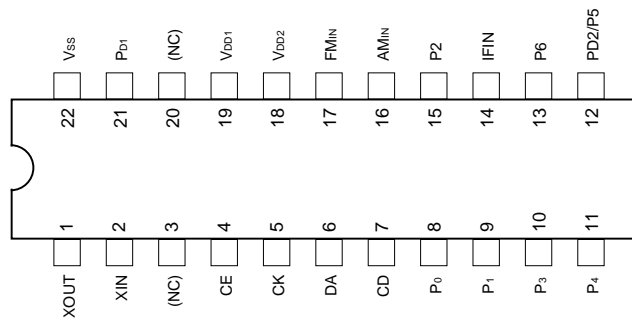 VSS
PD1
(NC)
VDD1
VDD2
FMIN
AMIN
P2
IFIN
P6
PD2/P5
22
21
20
19
18
17
16
15
14
13
12
1
2
3
4
5
6
7
8
9
10
11
XOUT
XIN
(NC)
CE
CK
DA
CD
P0
P1
P3
P4